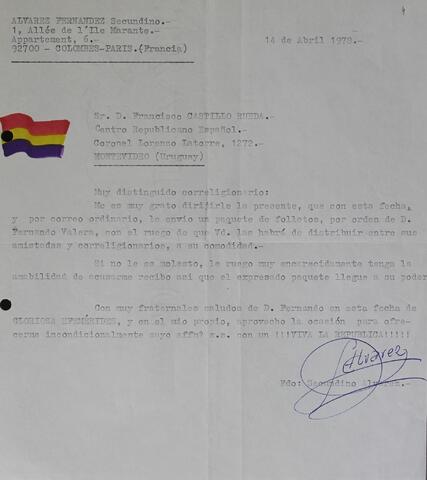 ALVAREZ FERNANDEZ Secundino.-
1, Allée de l'Ile Marante.-
Appartement, 6.-
92700 - COLOMBES-PARIS.(Francia)
14 de Abril 1978.-
Sr. D. Francisco CASTILLO RUEDA.-
Centro Republicano Español.-
Coronel Lorenzo Latorre, 1272.-
MONTEVIDEO (Uruguay)
Muy distinguido correligionario:
Me es muy grato dirijirle la presente, que con esta fecha,
y por correo ordinario, le envío un paquete de folletos, por orden de D.
Fernando Valera, con el ruego de que Vd. las habrá de distribuir entre sus
amistades y correligionarios, a su comodidad.-
Si no le es molesto, le ruego muy encarecidamente tenga la
amabilidad de acusarme recibo asi que el expresado paquete llegue a su poder
Con muy fraternales saludos de D. Fernando en esta fecha de
GLORIOSA EFEMÉRIDES, y en el mio propio, aprovecho la ocasión para ofre-
cerme incondicionalmente suyo affmº s.s. con un !!!VIVA LA REPUBLICA!!!!!
Alvarez
Fdo: Secundino Alvarez.-